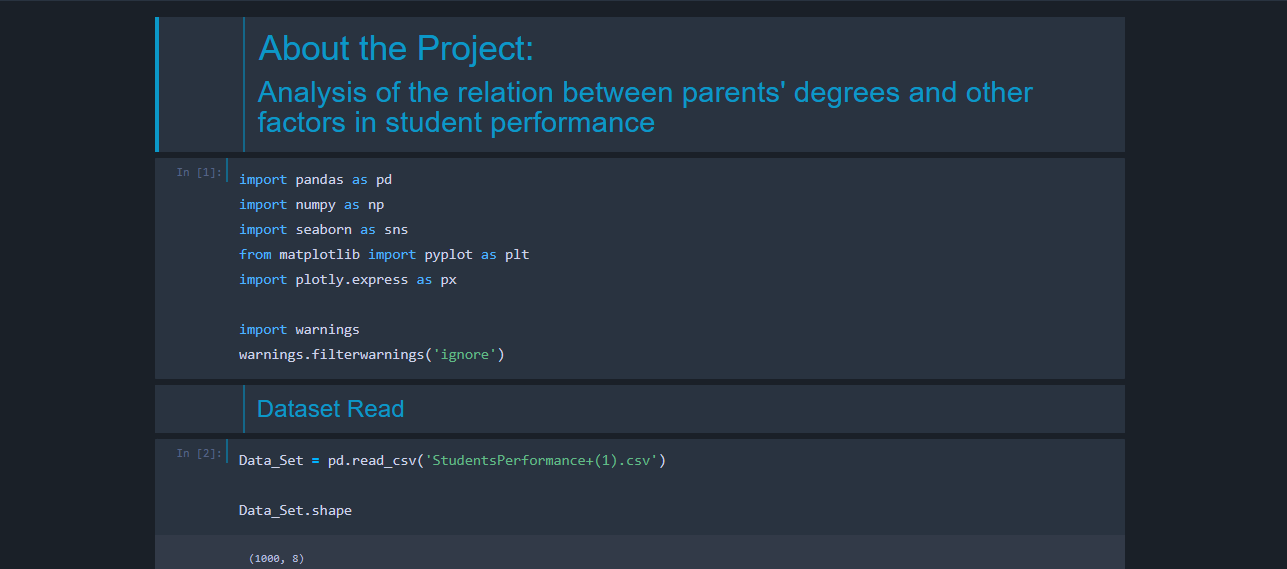 About the Project:
Analysis of the relation between parents' degrees and other
factors in student performance
In [1]:
import pandas as pd
import numpy as np
import seaborn as sns
from matplotlib import pyplot as plt
import plotly.express as px
import warnings
warnings.filterwarnings('ignore')
Dataset Read
In [2]:
Data_Set = pd.read_csv('StudentsPerformance+(1).csv')
Data_Set.shape
(1000, 8)